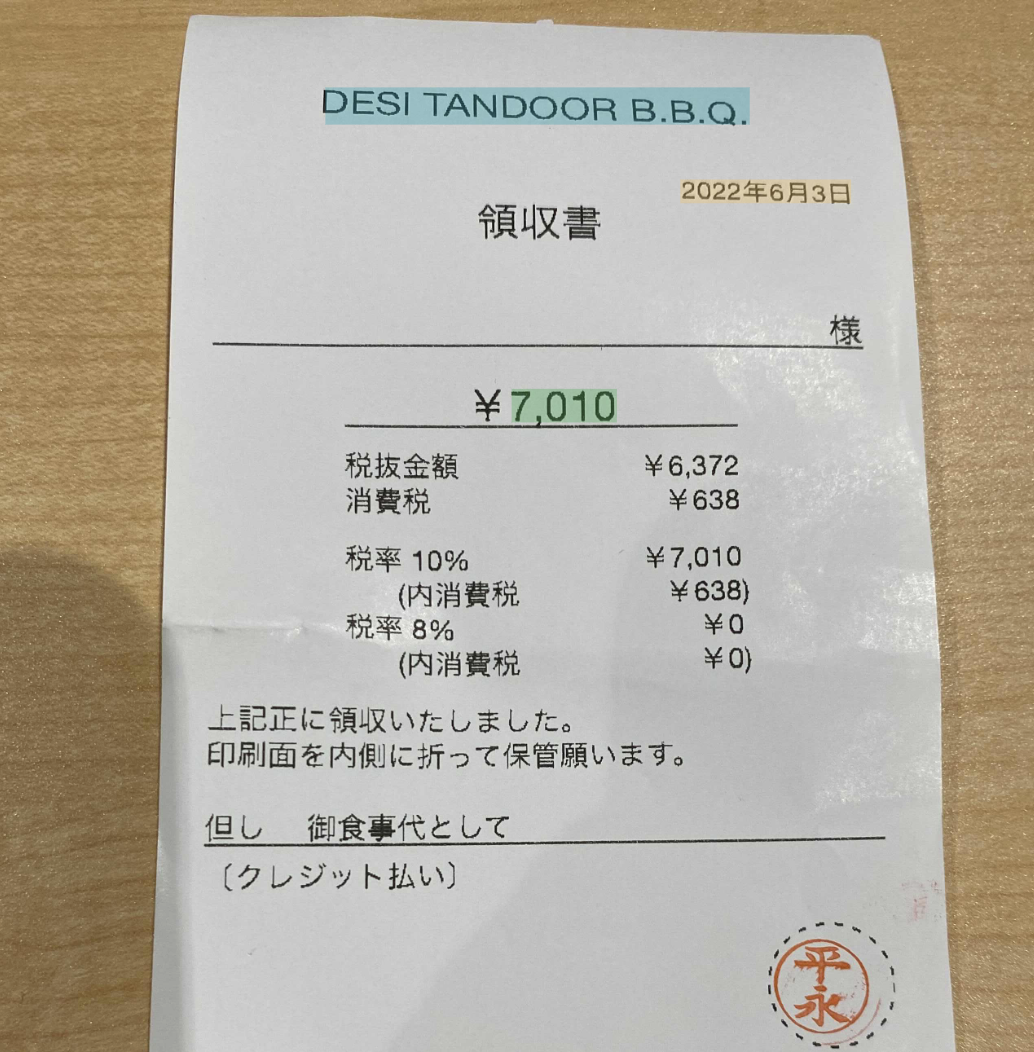 DESI TANDOOR B.B.Q.
2022年6月3日
領収書
様
¥7,010
税抜金額 ¥6,372
消費税 ¥638
税率 10% ¥7,010
(内消費税 ¥638)
税率 8% ¥0
(内消費税 ¥0)
上記正に領収いたしました。
印刷面を内側に折って保管願います。
但し 御食事代として
〔クレジット払い〕
平永